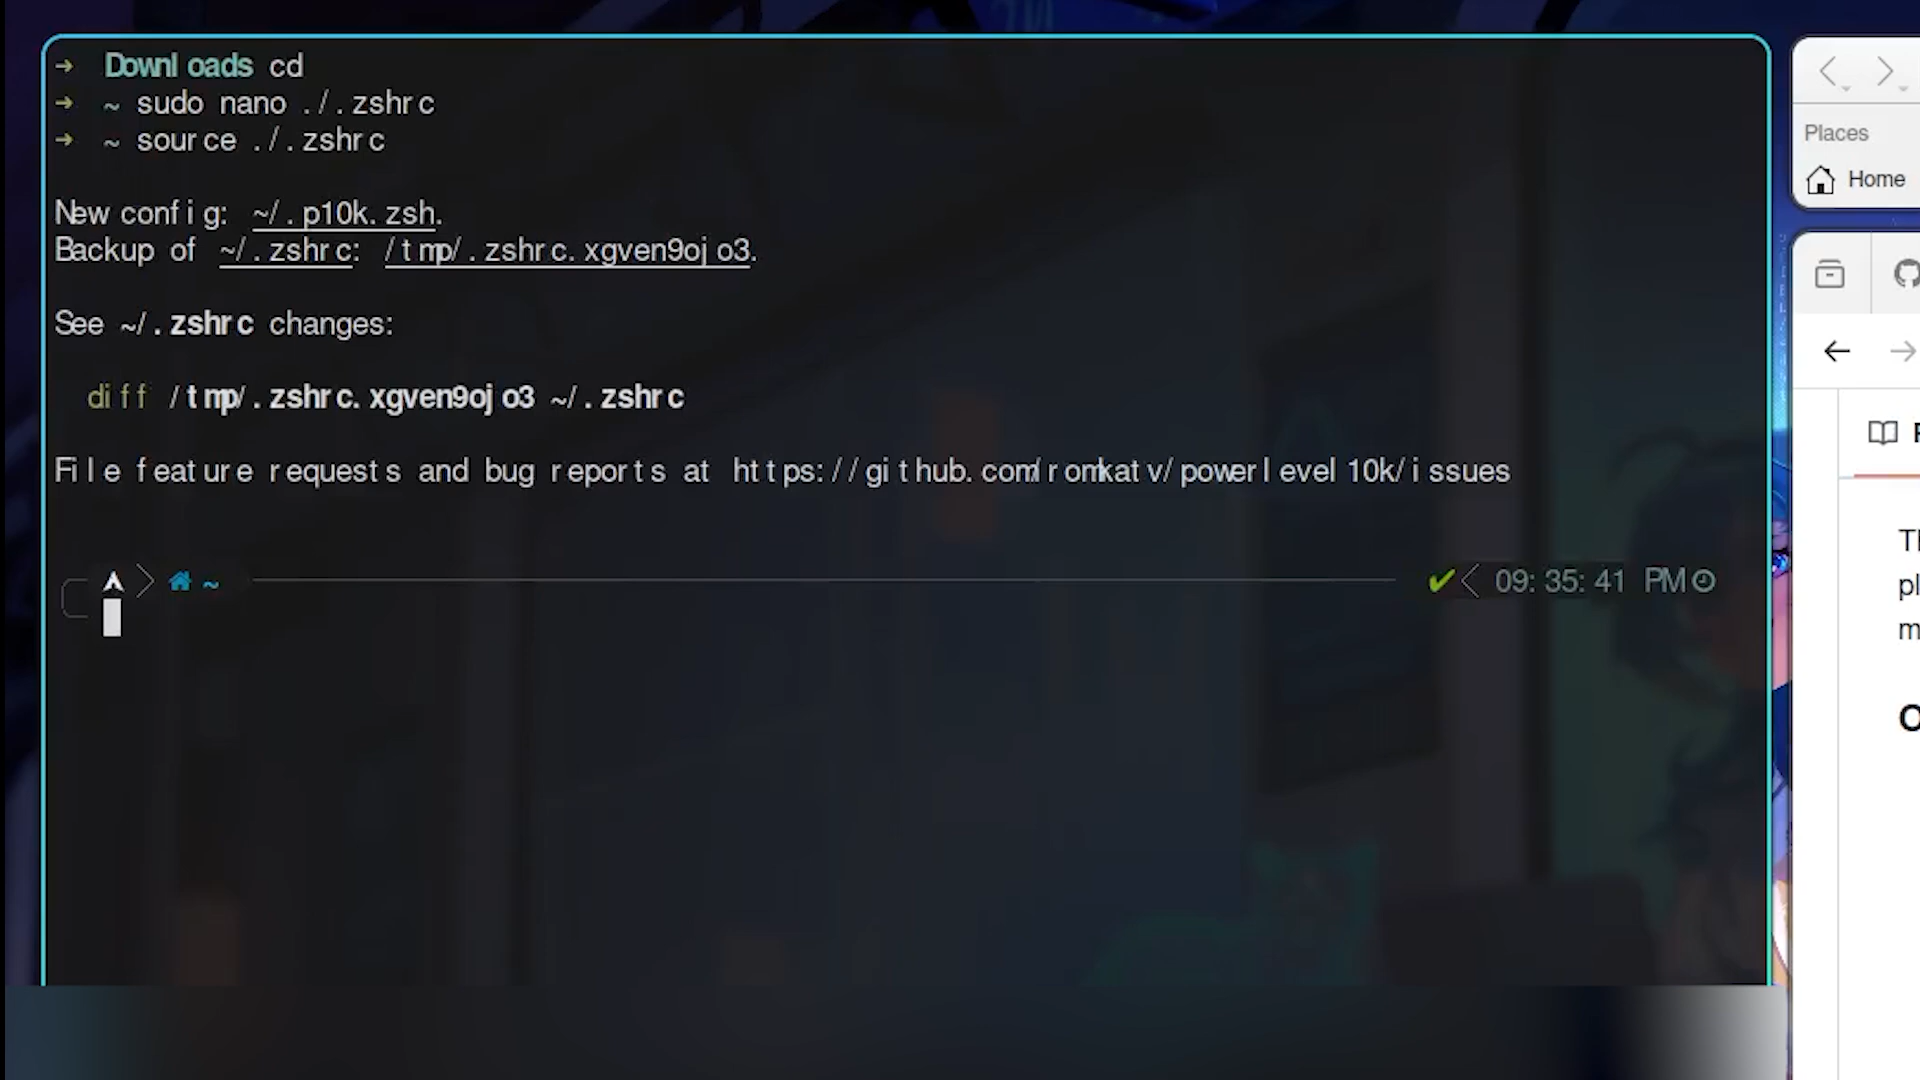 → Downloads cd
→ ~ sudo nano ./.zshrc
→ ~ source ./.zshrc
New config: ~/.p10k.zsh.
Backup of ~/.zshrc: /tmp/.zshrc.xgven9ojo3.
See ~/.zshrc changes:
diff /tmp/.zshrc.xgven9ojo3 ~/.zshrc
File feature requests and bug reports at https://github.com/romkatv/powerlevel10k/issues
~ 09:35:41 PM
Places
Home